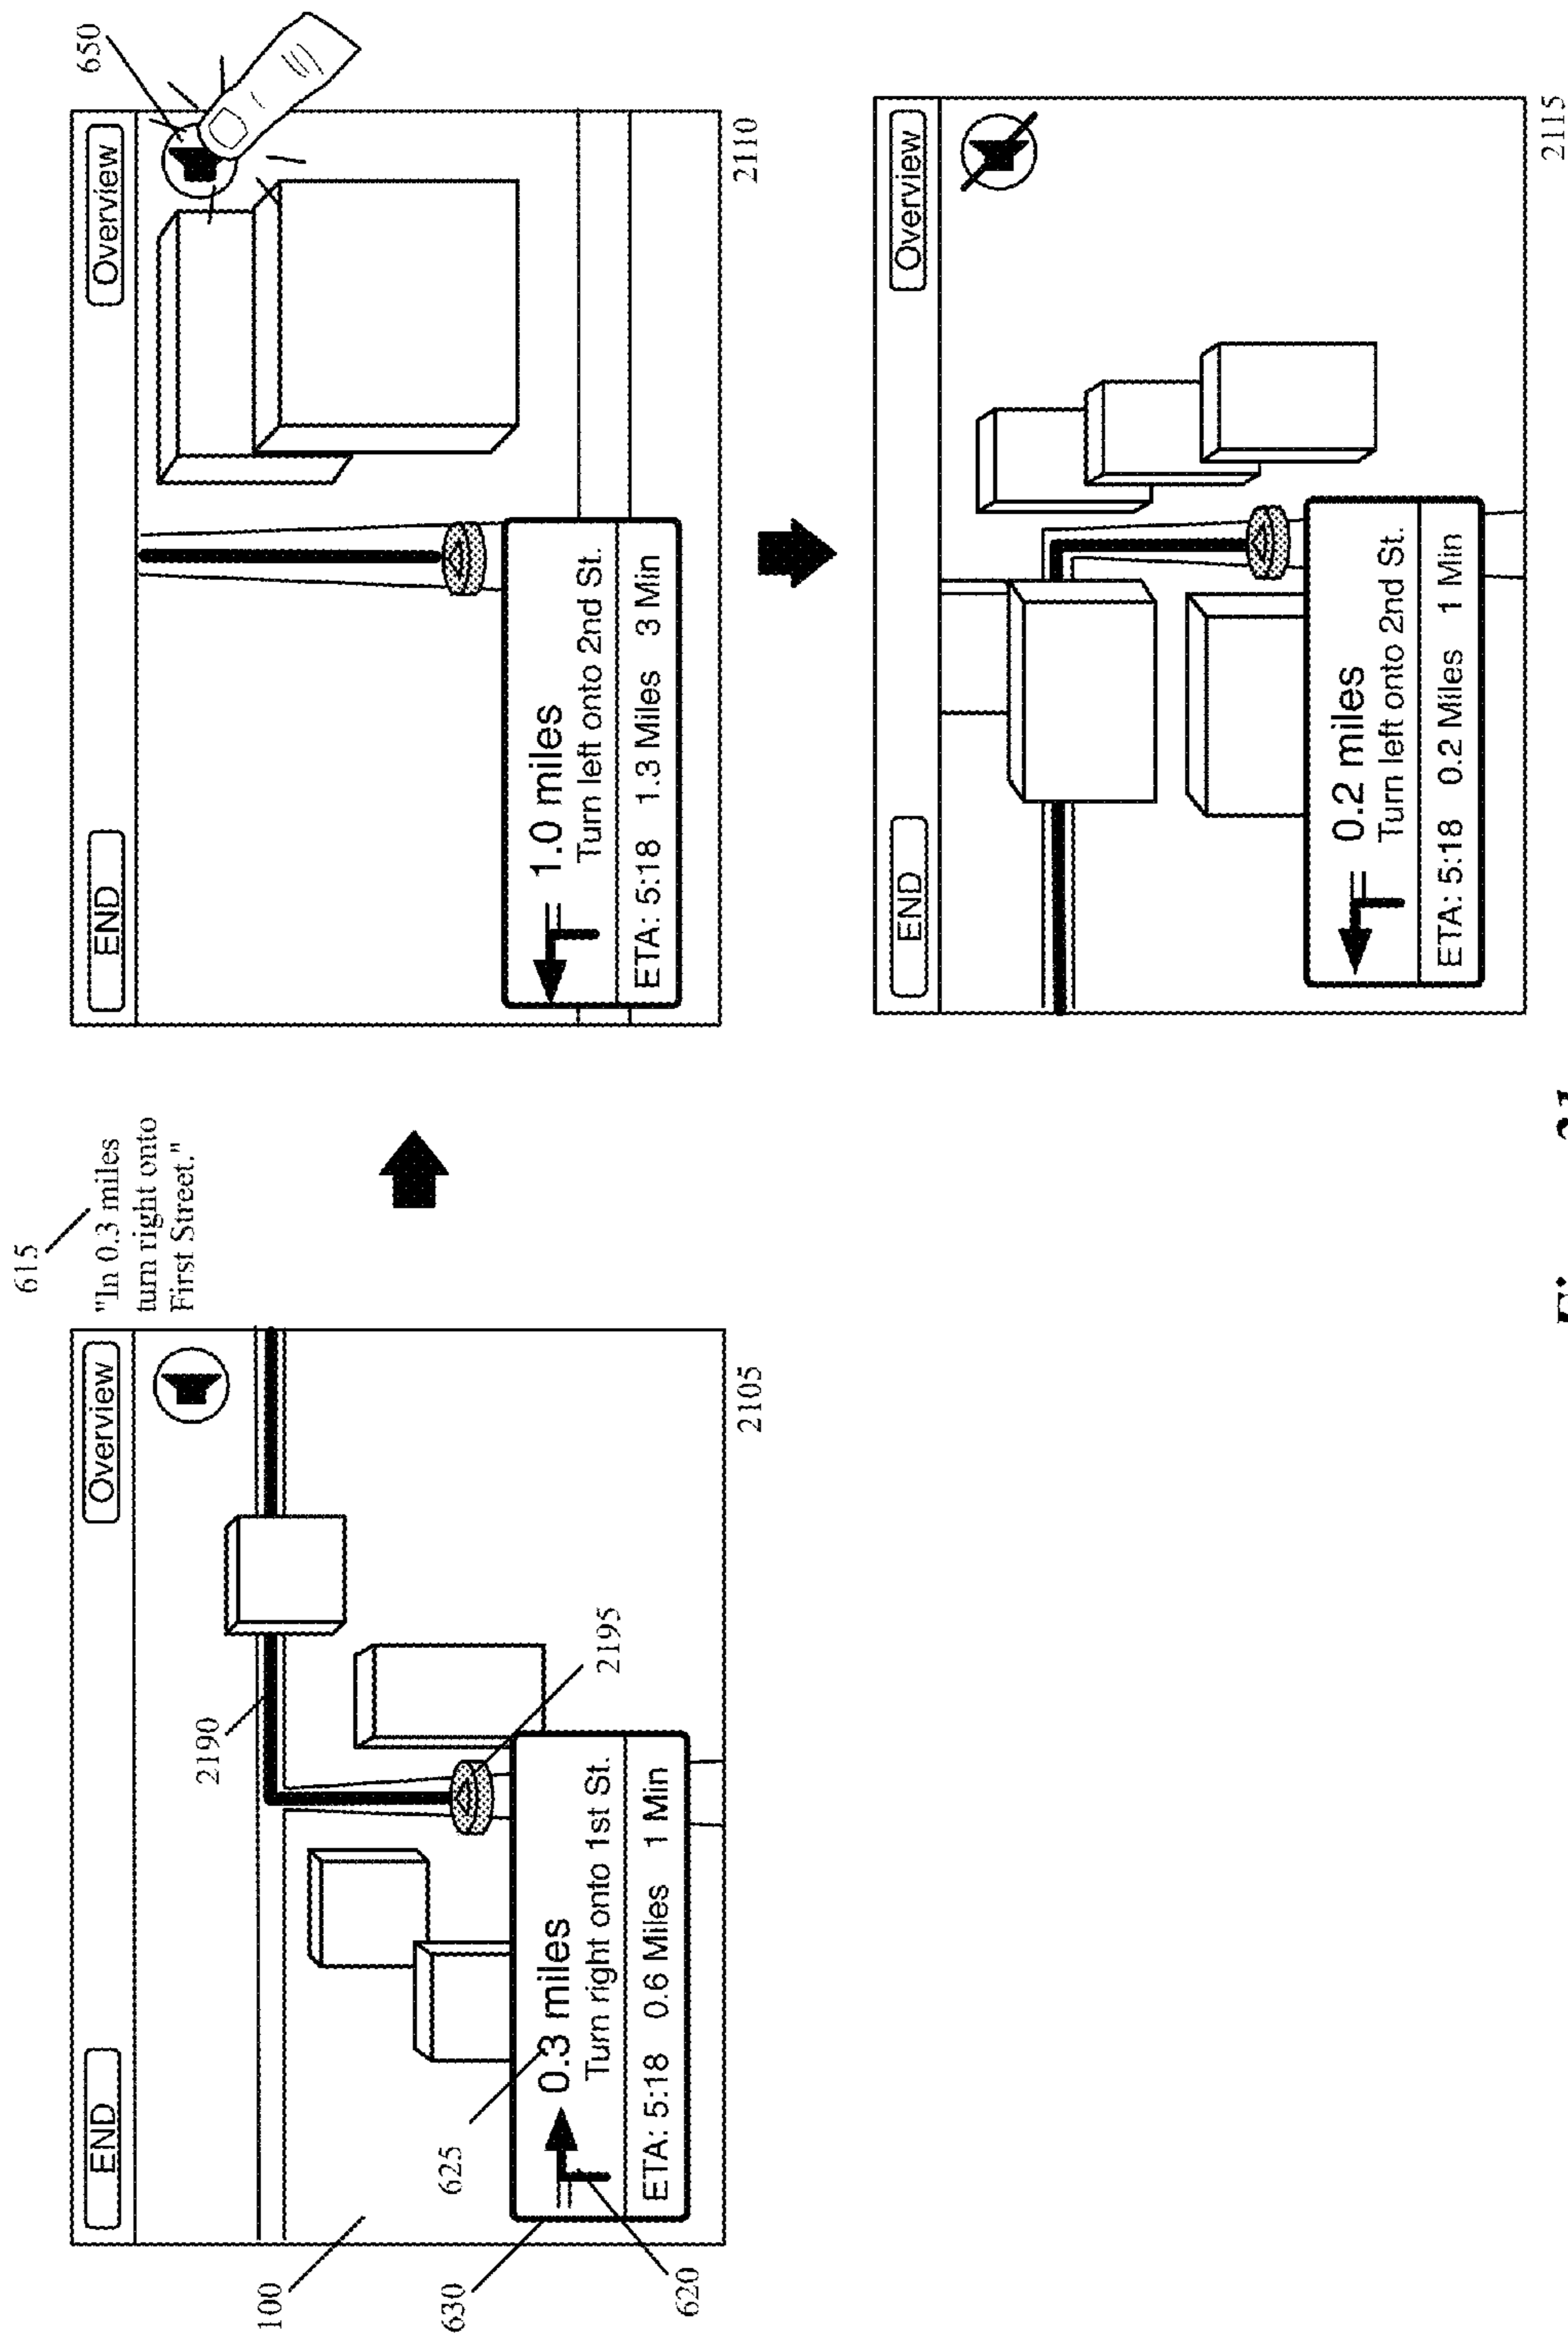 END
Overview
615
"In 0.3 miles
turn right onto
First Street."
2190
2195
625
0.3 miles
Turn right onto 1st St.
ETA: 5:18 0.6 Miles 1 Min
100
630
620
2105
END
Overview
650
1.0 miles
Turn left onto 2nd St.
ETA: 5:18 1.3 Miles 3 Min
2110
END
Overview
0.2 miles
Turn left onto 2nd St.
ETA: 5:18 0.2 Miles 1 Min
2115